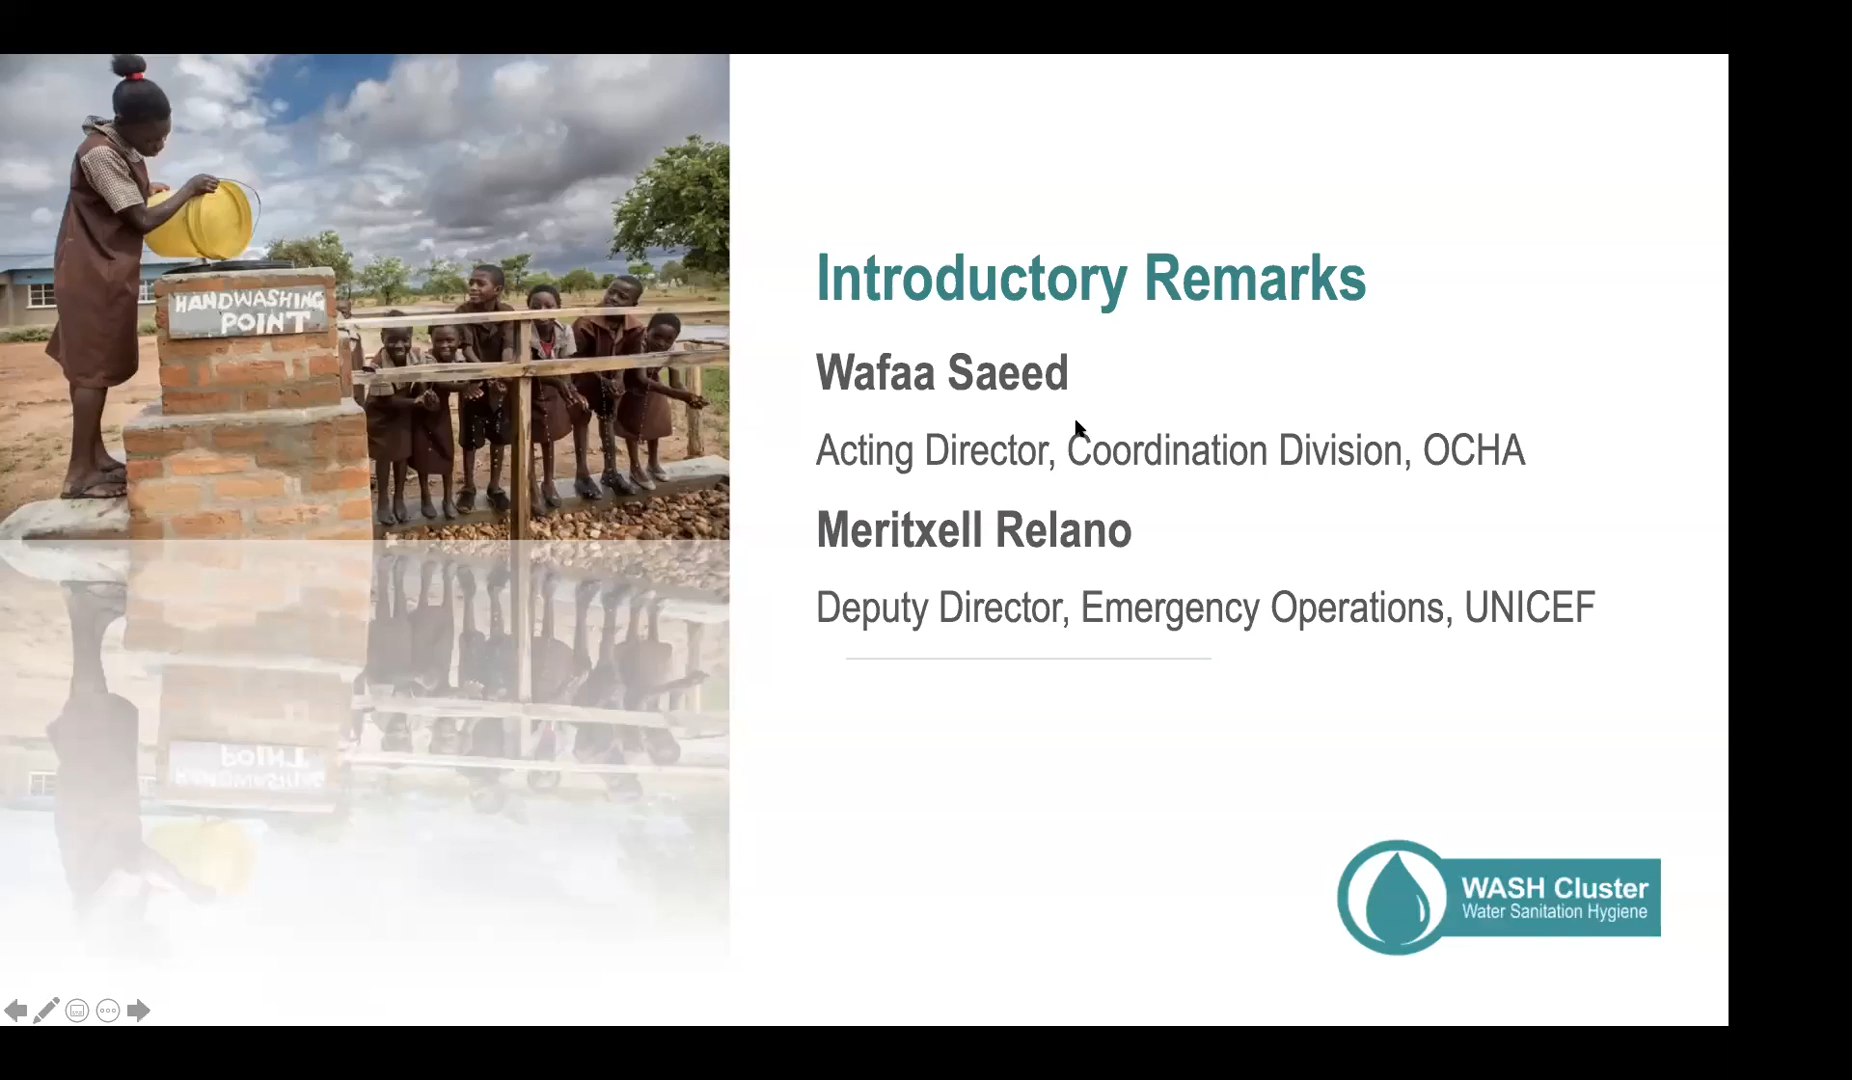 HANDWASHING
POINT
Introductory Remarks
Wafaa Saeed
Acting Director, Coordination Division, OCHA
Meritxell Relano
Deputy Director, Emergency Operations, UNICEF
WASH Cluster
Water Sanitation Hygiene